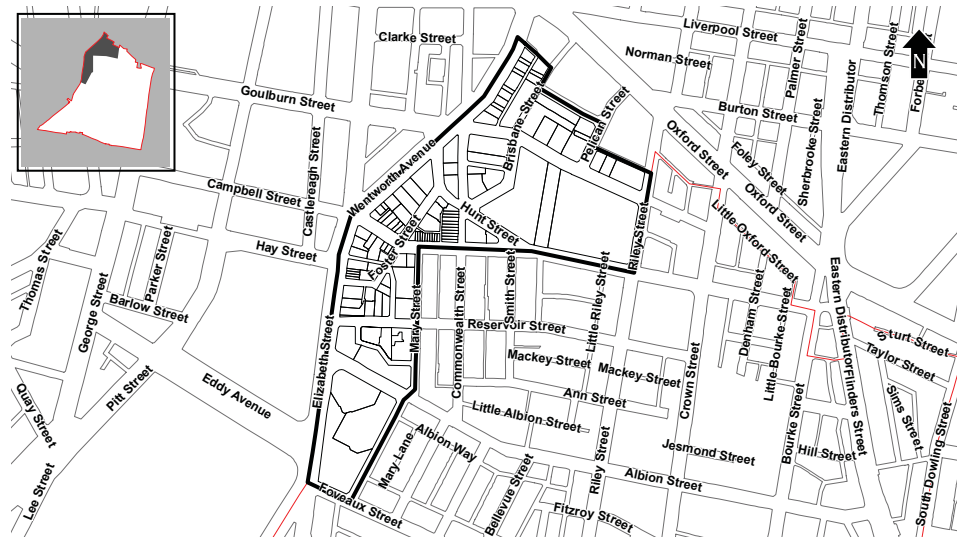 Clarke Street
Liverpool Street
Norman Street
Palmer Street
Eastern Distributor
Thomson Street
N
Goulburn Street
Burton Street
Pelican Street
Brisbane Street
Oxford Street
Foley Street
Sherbrooke Street
Castlereagh Street
Wentworth Avenue
Campbell Street
Oxford Street
Little Oxford Street
Hunt Street
Riley Street
Foster Street
Hay Street
Thomas Street
Parker Street
George Street
Barlow Street
Mary Street
Commonwealth Street
Smith Street
Little Riley Street
Denham Street
Little Bourke Street
Eastern Distributor
Flinders Street
Sturt Street
Taylor Street
Reservoir Street
Elizabeth Street
Mackey Street
Mackey Street
Crown Street
Pitt Street
Eddy Avenue
Ann Street
Sims Street
Quay Street
Little Albion Street
Bourke Street
Albion Way
Jesmond Street
Hill Street
Mary Lane
Riley Street
Albion Street
South Dowling Street
Lee Street
Foveaux Street
Bellevue Street
Fitzroy Street